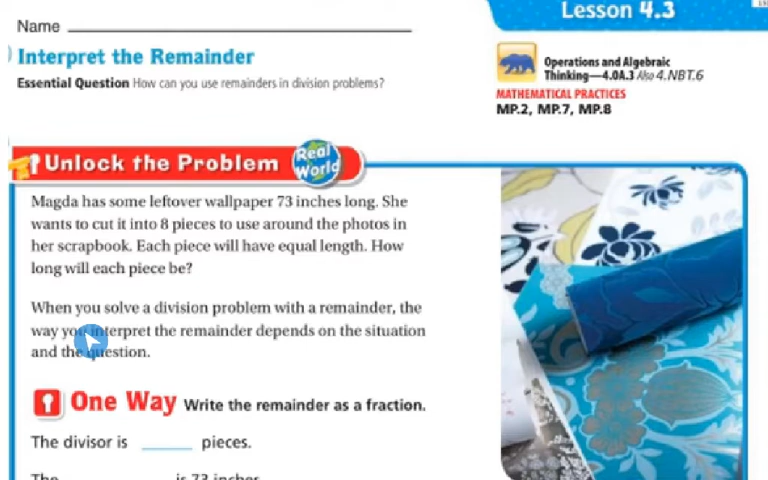 Lesson 4.3
Name
Interpret the Remainder
Essential Question How can you use remainders in division problems?
Operations and Algebraic
Thinking—4.OA.3 Also 4.NBT.6
MATHEMATICAL PRACTICES
MP.2, MP.7, MP.8
Unlock the Problem
Real
World
Magda has some leftover wallpaper 73 inches long. She
wants to cut it into 8 pieces to use around the photos in
her scrapbook. Each piece will have equal length. How
long will each piece be?
When you solve a division problem with a remainder, the
way you interpret the remainder depends on the situation
and the question.
One Way Write the remainder as a fraction.
The divisor is ______ pieces.
The ______ is 73 inches